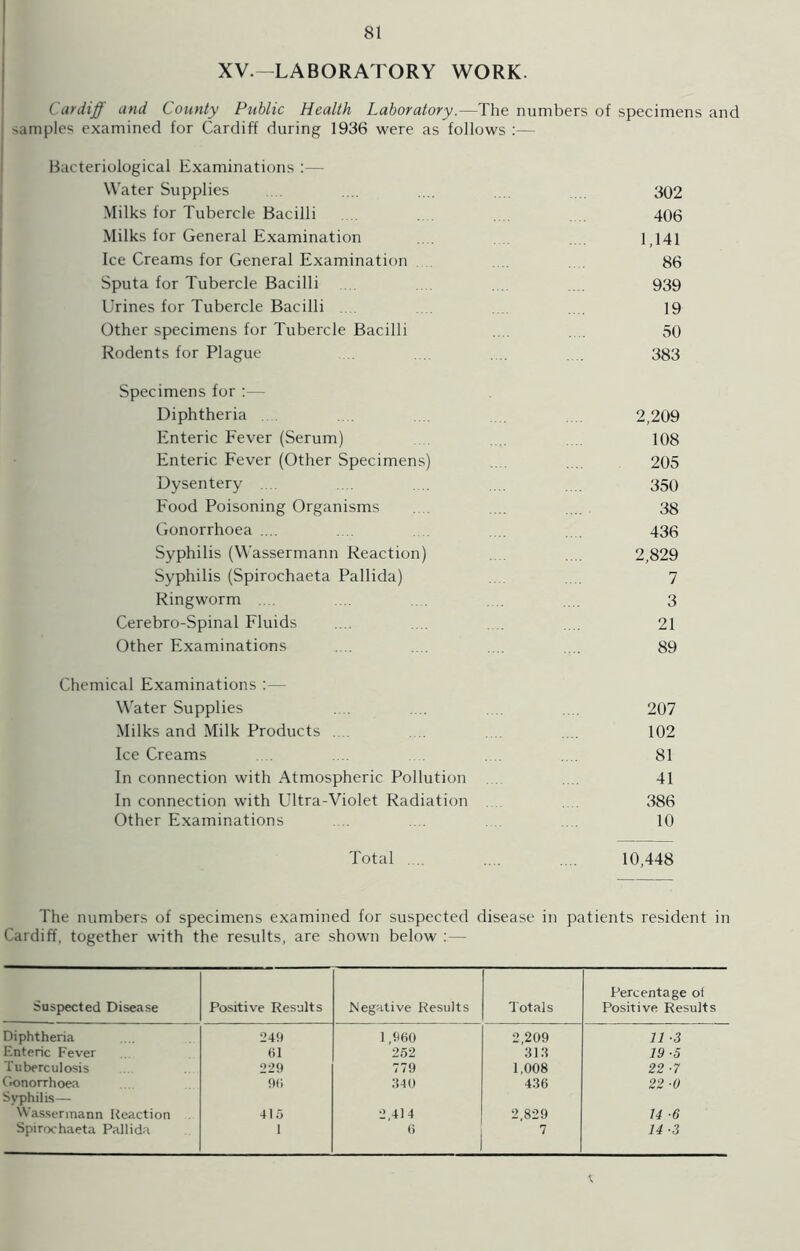 81
XV.—LABORATORY WORK.
Cardiff and County Public Health Laboratory.—The numbers of specimens and
samples examined for Cardiff during 1936 were as follows :—
Bacteriological Examinations :—
Water Supplies .... .... .... .... .... 302
Milks for Tubercle Bacilli .... .... .... .... 406
Milks for General Examination .... .... .... 1,141
Ice Creams for General Examination .... .... .... 86
Sputa for Tubercle Bacilli .... .... .... .... 939
Urines for Tubercle Bacilli .... .... .... .... 19
Other specimens for Tubercle Bacilli .... .... 50
Rodents for Plague .... .... .... .... 383
Specimens for :—
Diphtheria .... .... .... .... .... 2,209
Enteric Fever (Serum) .... .... .... 108
Enteric Fever (Other Specimens) .... .... 205
Dysentery .... .... .... .... .... 350
Food Poisoning Organisms .... .... .... 38
Gonorrhoea .... .... .... .... .... 436
Syphilis (Wassermann Reaction) .... .... 2,829
Syphilis (Spirochaeta Pallida) .... .... 7
Ringworm .... .... .... .... .... 3
Cerebro-Spinal Fluids .... .... .... .... 21
Other Examinations .... .... .... .... 89
Chemical Examinations :—
Water Supplies .... .... .... .... 207
Milks and Milk Products .... .... .... .... 102
Ice Creams .... .... .... .... .... 81
In connection with Atmospheric Pollution .... .... 41
In connection with Ultra-Violet Radiation .... .... 386
Other Examinations .... .... .... .... 10
Total .... .... .... 10,448
The numbers of specimens examined for suspected disease in patients resident in
Cardiff, together with the results, are shown below :—
Suspected Disease Positive Results Negative Results Totals Percentage of Positive Results
Diphtheria .... .... 249 1,960 2,209 11·3
Enteric Fever .... 61 252 313 19·5
Tuberculosis .... .... 229 779 1,008 22·7
Gonorrhoea .... .... 96 340 436 22·0
Syphilis—
Wassermann Reaction .. 415 2,414 2,829 14·6
Spirochaeta Pallida .. 1 6 7 14·3